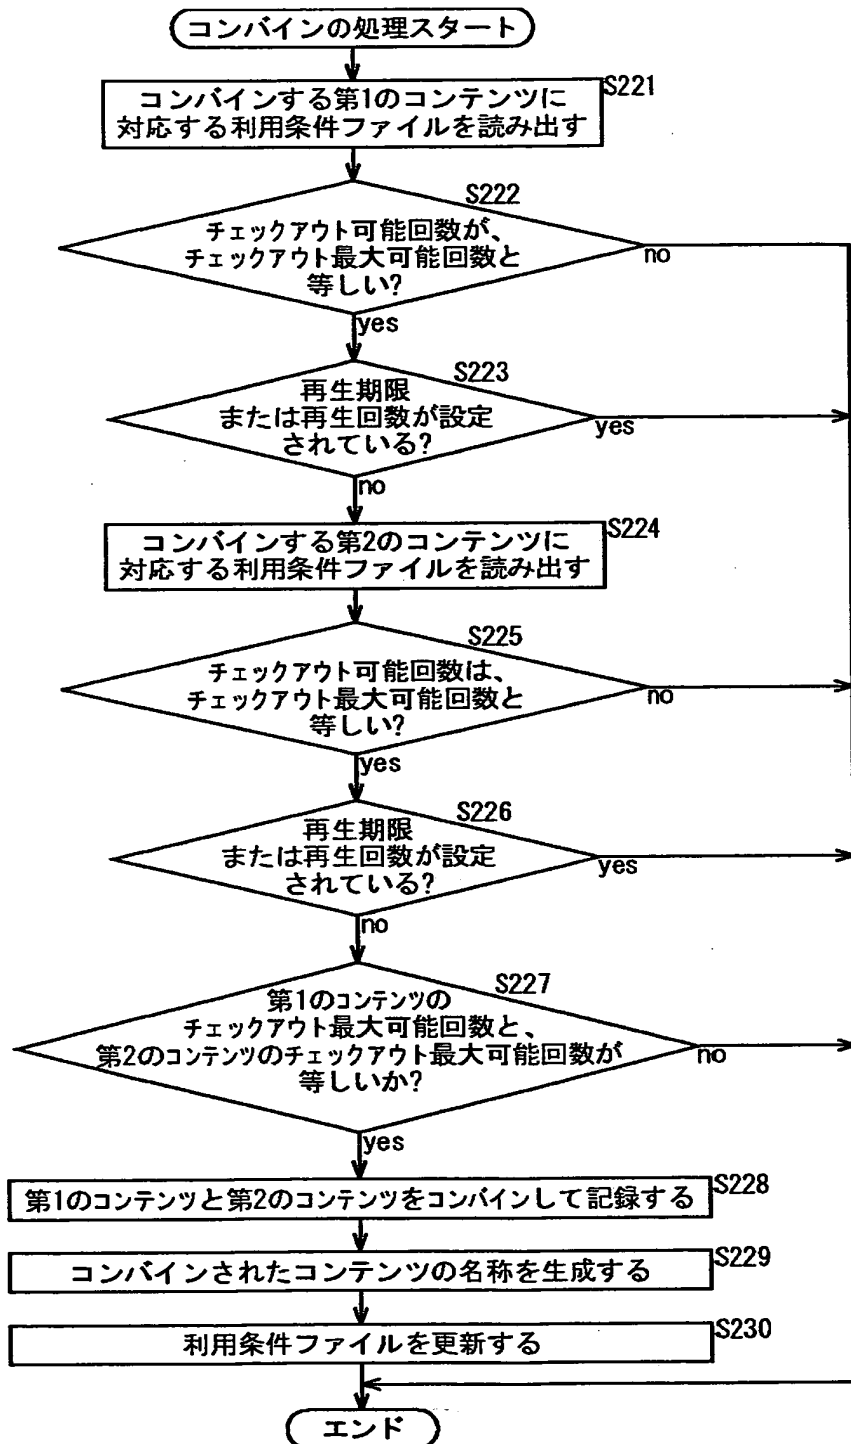 コンバインの処理スタート
S221
コンバインする第1のコンテンツに
対応する利用条件ファイルを読み出す
S222
チェックアウト可能回数が、
チェックアウト最大可能回数と
等しい?
no
yes
S223
再生期限
または再生回数が設定
されている?
yes
no
S224
コンバインする第2のコンテンツに
対応する利用条件ファイルを読み出す
S225
チェックアウト可能回数は、
チェックアウト最大可能回数と
等しい?
no
yes
S226
再生期限
または再生回数が設定
されている?
yes
no
S227
第1のコンテンツの
チェックアウト最大可能回数と、
第2のコンテンツのチェックアウト最大可能回数が
等しいか?
no
yes
S228
第1のコンテンツと第2のコンテンツをコンバインして記録する
S229
コンバインされたコンテンツの名称を生成する
S230
利用条件ファイルを更新する
エンド